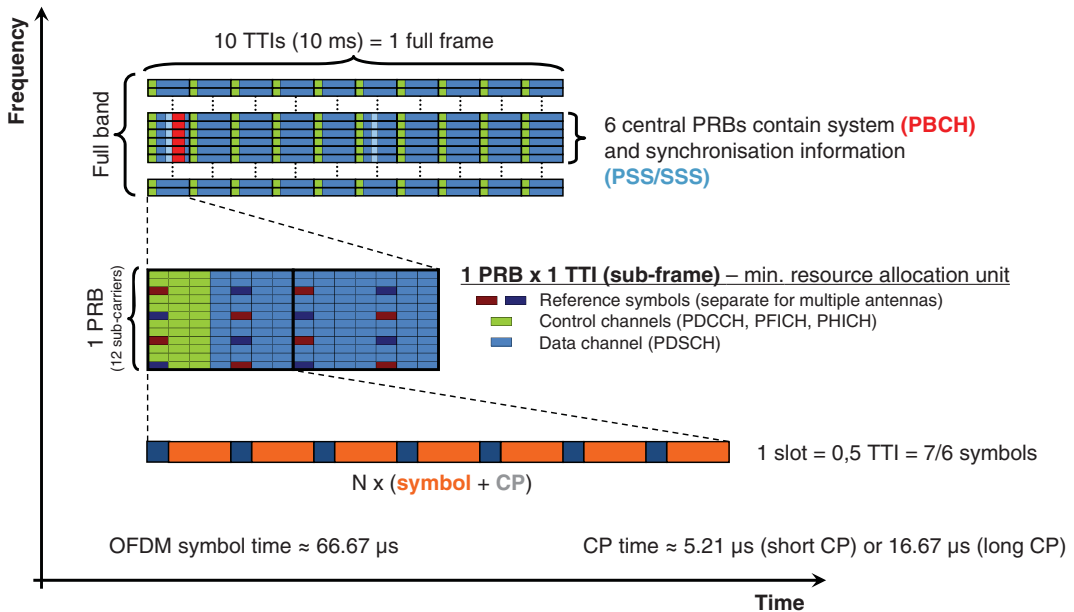 Frequency
10 TTIs (10 ms) = 1 full frame
Full band
6 central PRBs contain system (PBCH)
and synchronisation information
(PSS/SSS)
1 PRB
(12 sub-carriers)
1 PRB x 1 TTI (sub-frame) – min. resource allocation unit
Reference symbols (separate for multiple antennas)
Control channels (PDCCH, PFICH, PHICH)
Data channel (PDSCH)
1 slot = 0,5 TTI = 7/6 symbols
N x (symbol + CP)
OFDM symbol time ≈ 66.67 μs
CP time ≈ 5.21 μs (short CP) or 16.67 μs (long CP)
Time